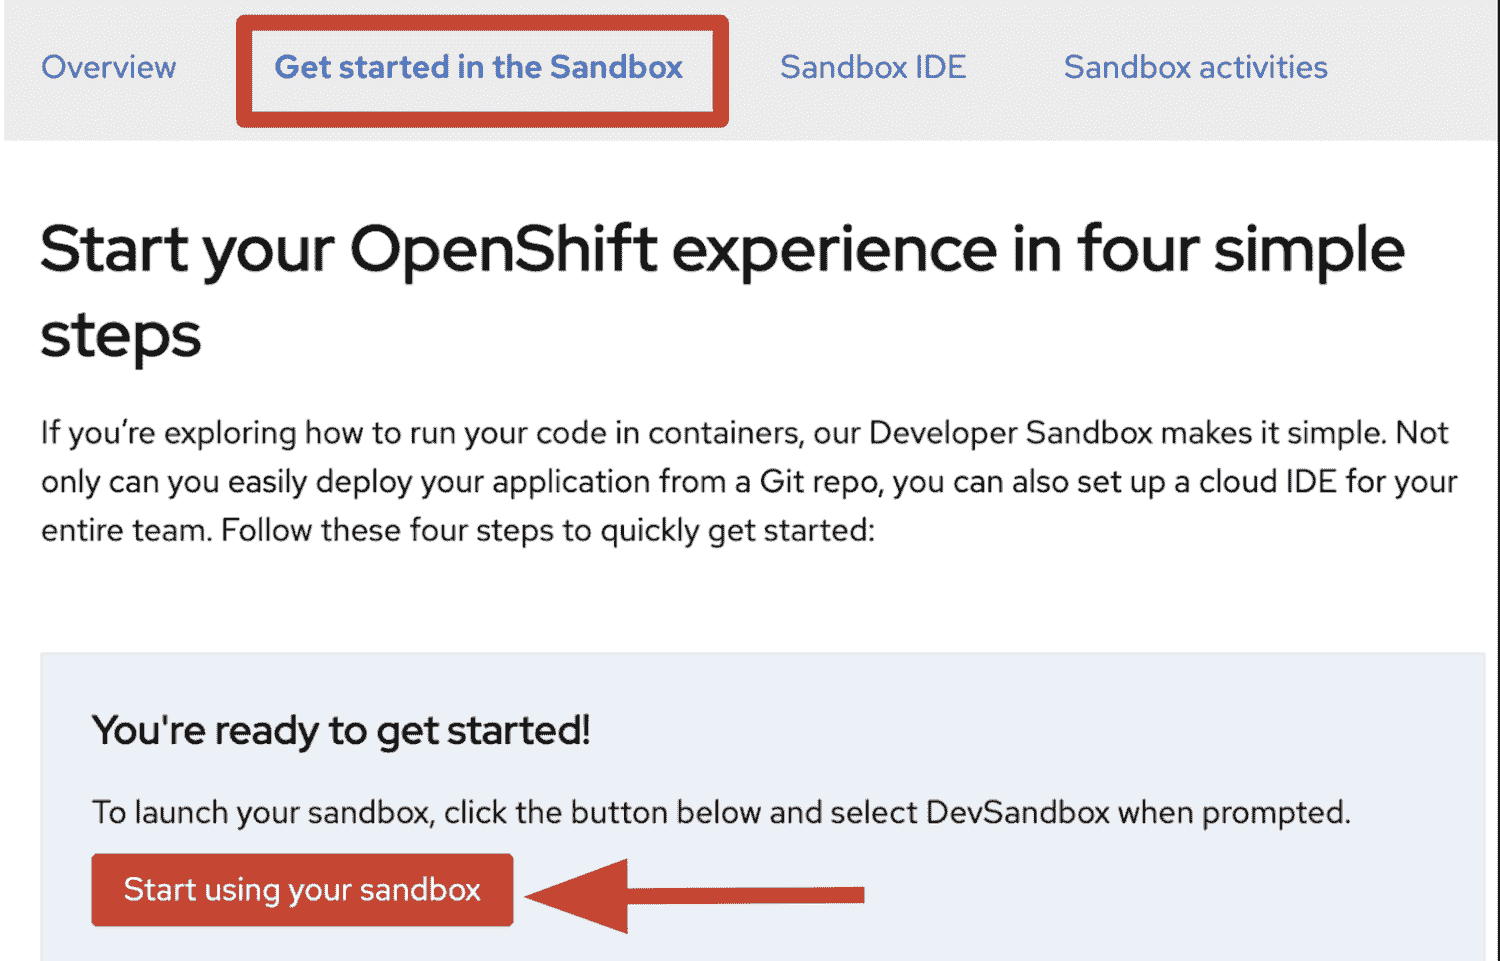 Overview Get started in the Sandbox Sandbox IDE Sandbox activities
Start your OpenShift experience in four simple
steps
If you’re exploring how to run your code in containers, our Developer Sandbox makes it simple. Not
only can you easily deploy your application from a Git repo, you can also set up a cloud IDE for your
entire team. Follow these four steps to quickly get started:
You're ready to get started!
To launch your sandbox, click the button below and select DevSandbox when prompted.
Start using your sandbox